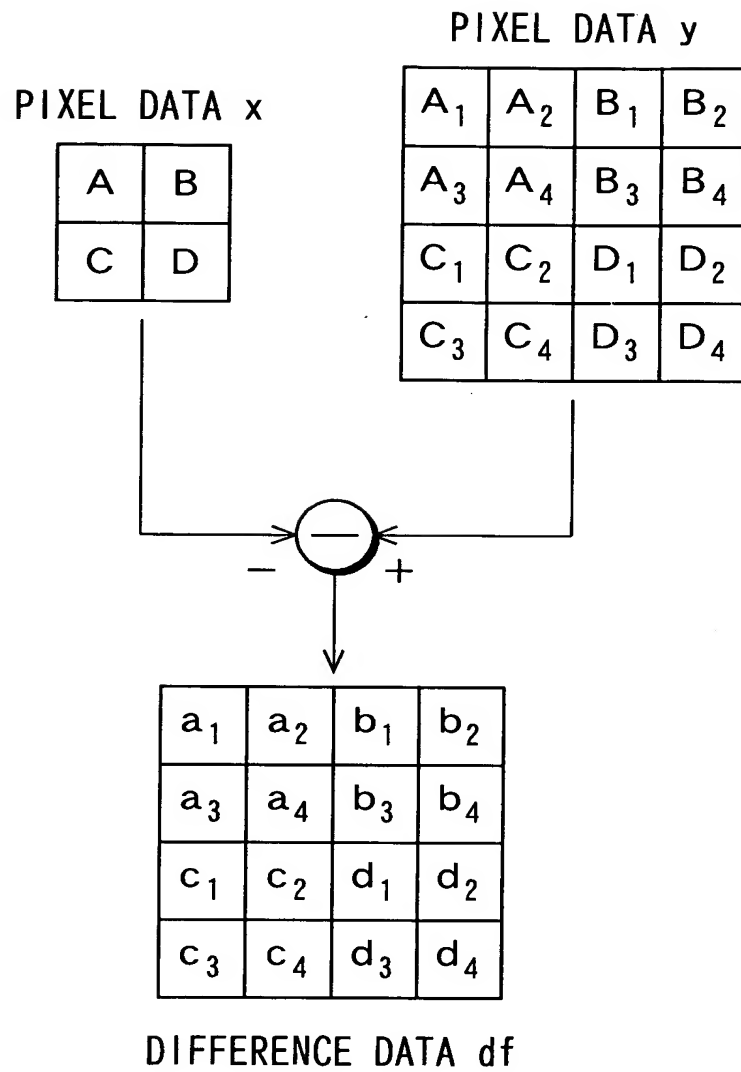 PIXEL DATA y
PIXEL DATA x
A₁ A₂ B₁ B₂
A₃ A₄ B₃ B₄
C₁ C₂ D₁ D₂
C₃ C₄ D₃ D₄
A B
C D
−
− +
a₁ a₂ b₁ b₂
a₃ a₄ b₃ b₄
c₁ c₂ d₁ d₂
c₃ c₄ d₃ d₄
DIFFERENCE DATA df